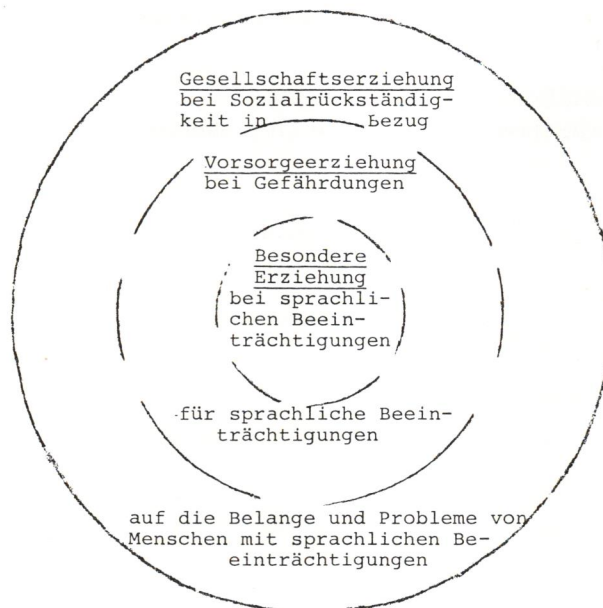 Gesellschaftserziehung
bei Sozialrückständig-
keit in Bezug
Vorsorgeerziehung
bei Gefährdungen
Besondere
Erziehung
bei sprachli-
chen Beein-
trächtigungen
für sprachliche Beein-
trächtigungen
auf die Belange und Probleme von
Menschen mit sprachlichen Be-
einträchtigungen